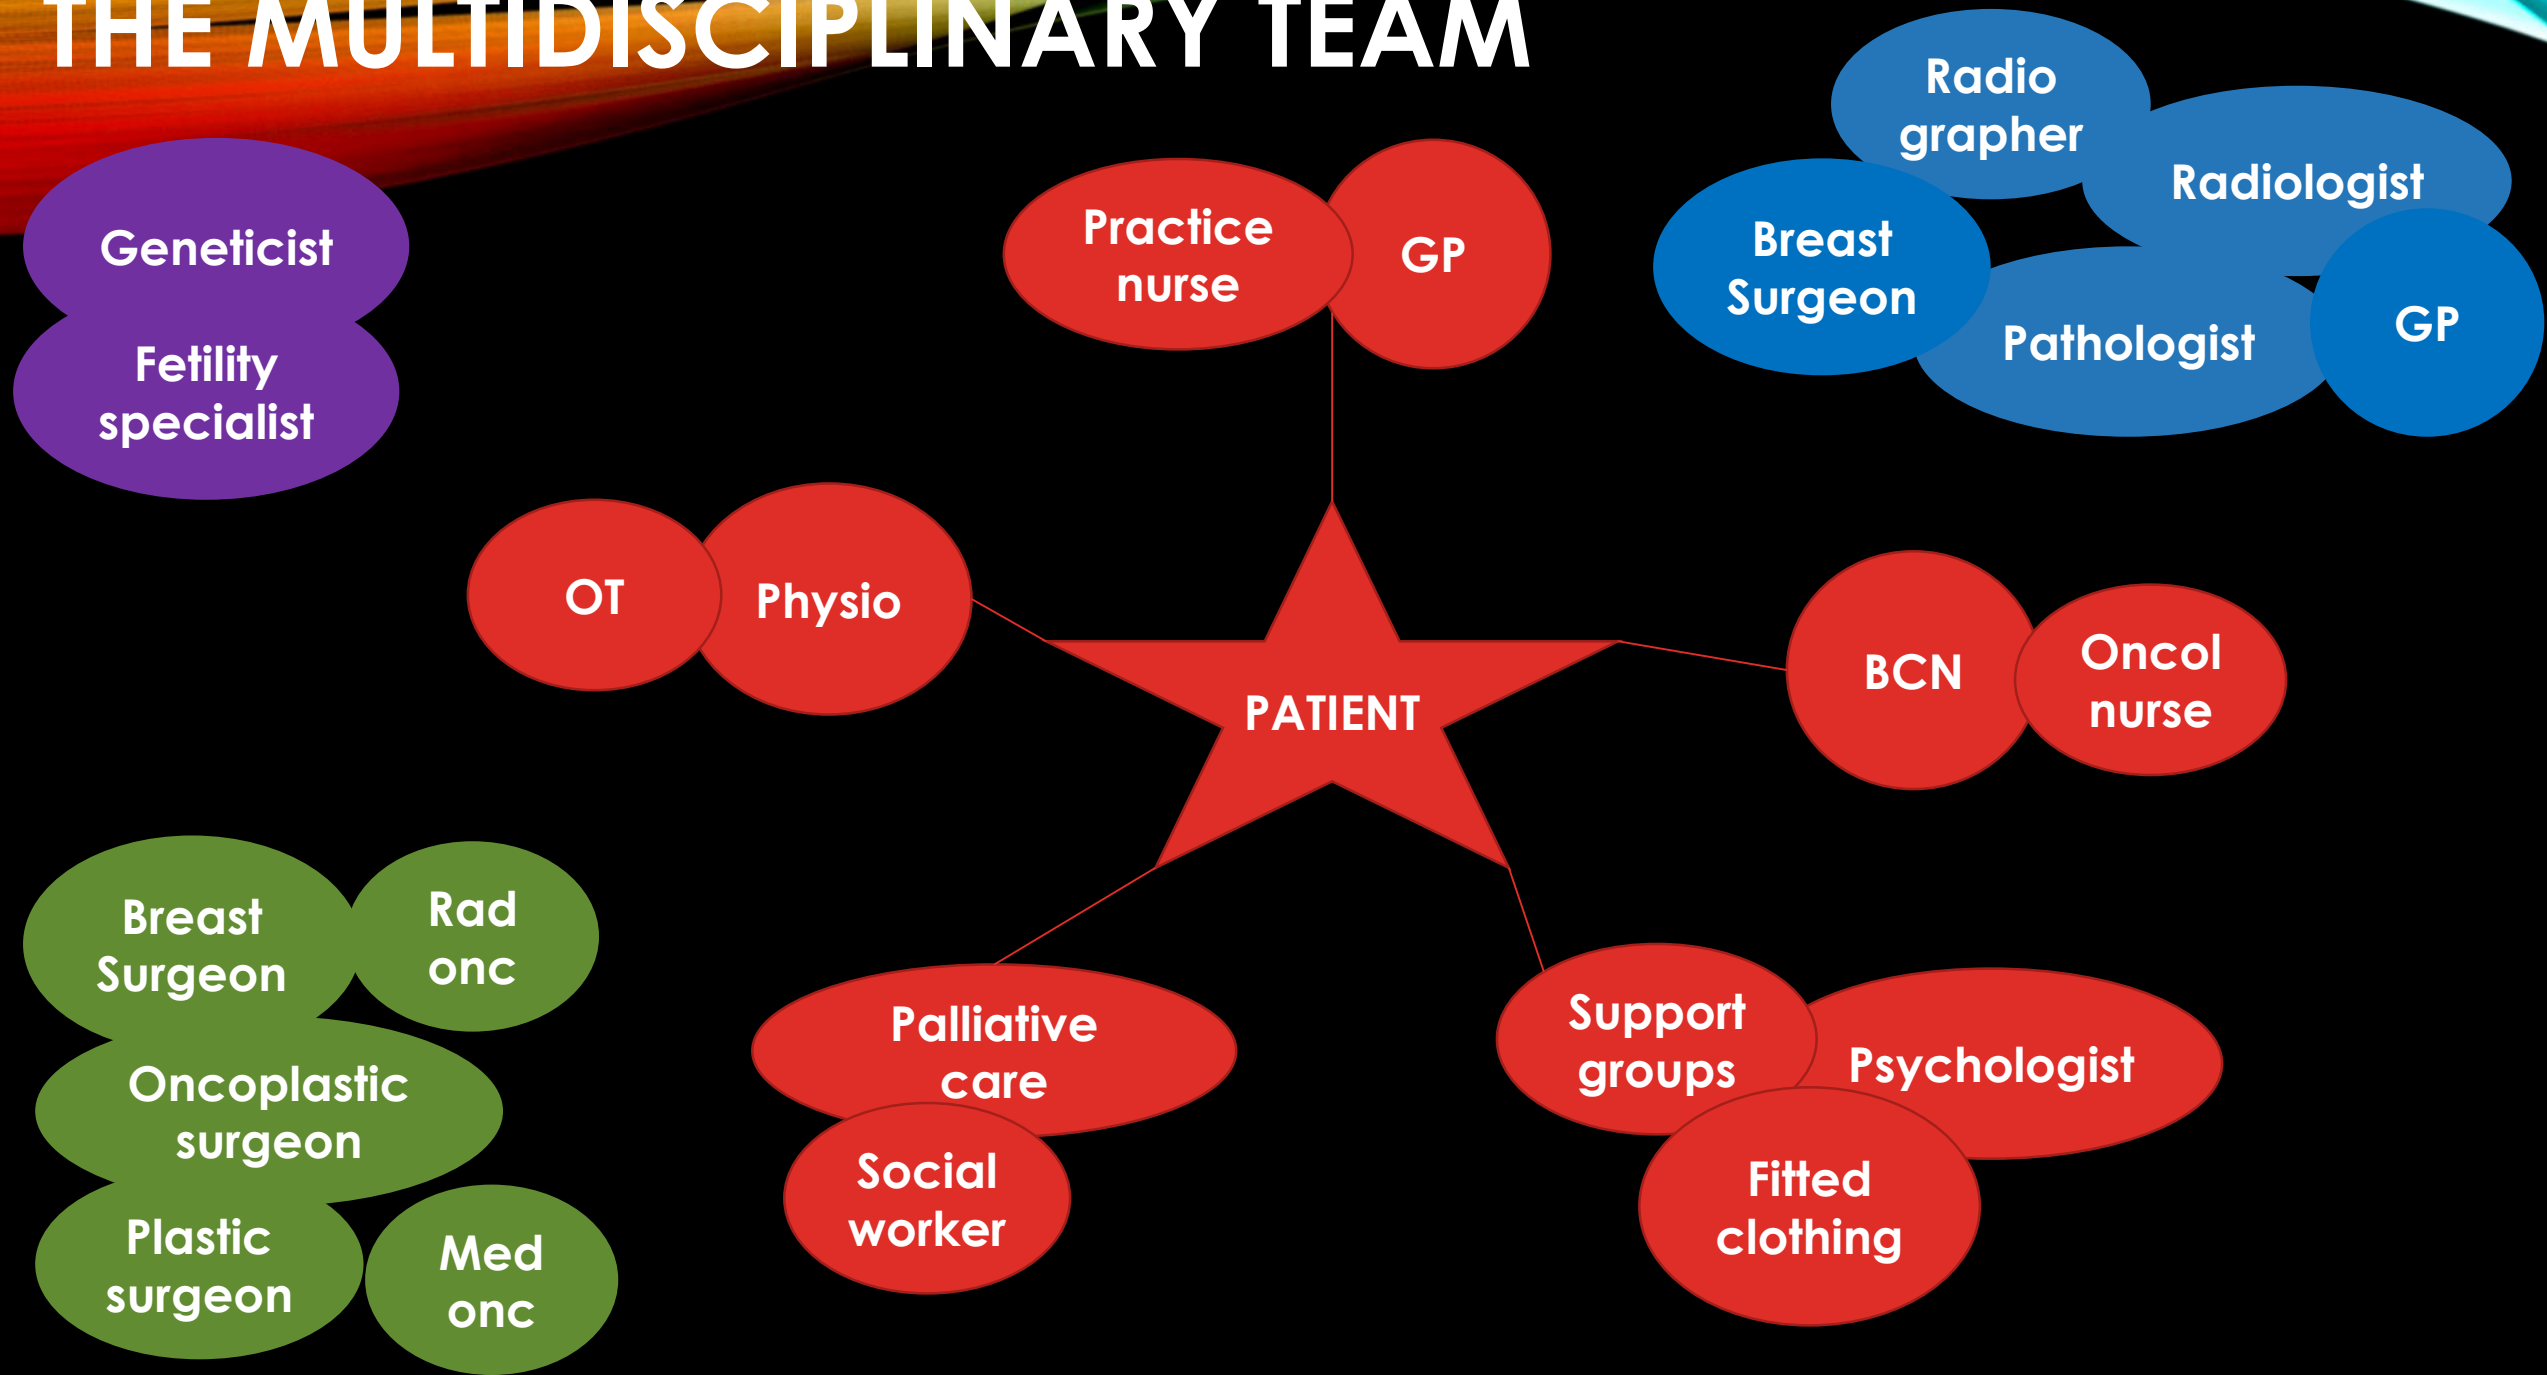 THE MULTIDISCIPLINARY TEAM
Geneticist
Fetility
specialist
Practice
nurse
GP
Radio
grapher
Radiologist
Breast
Surgeon
Pathologist
GP
OT
Physio
PATIENT
BCN
Oncol
nurse
Breast
Surgeon
Rad
onc
Oncoplastic
surgeon
Plastic
surgeon
Med
onc
Palliative
care
Social
worker
Support
groups
Psychologist
Fitted
clothing